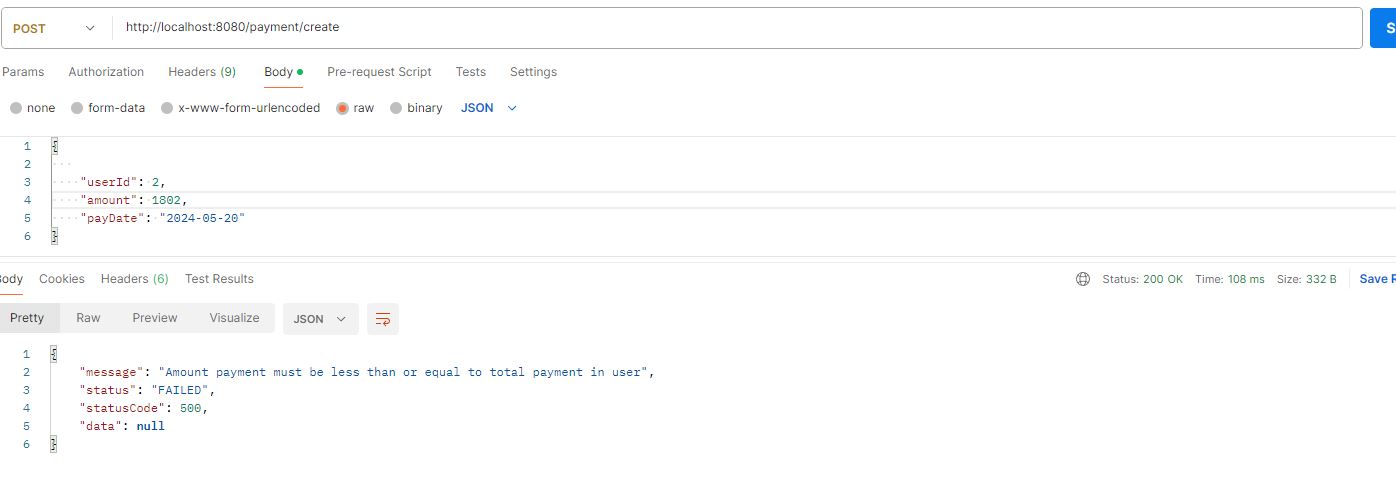 POST http://localhost:8080/payment/create S
Params Authorization Headers (9) Body Pre-request Script Tests Settings
none form-data x-www-form-urlencoded raw binary JSON
1 {
2
3 "userId": 2,
4 "amount": 1802,
5 "payDate": "2024-05-20"
6 }
Body Cookies Headers (6) Test Results Status: 200 OK Time: 108 ms Size: 332 B Save R
Pretty Raw Preview Visualize JSON
1 {
2 "message": "Amount payment must be less than or equal to total payment in user",
3 "status": "FAILED",
4 "statusCode": 500,
5 "data": null
6 }